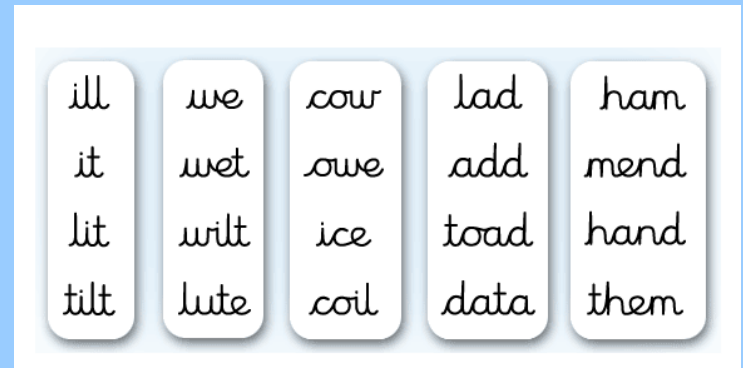 ill we cow lad ham
it wet owe add mend
lit wilt ice toad hand
tilt lute coil data them